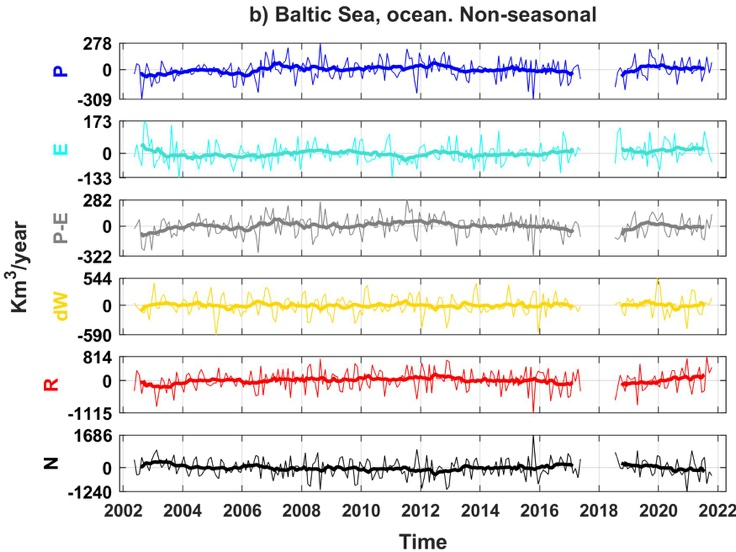 b) Baltic Sea, ocean. Non-seasonal
278
P
0
-309
173
E
0
-133
282
P-E
0
-322
Km³/year
544
dW
0
-590
814
R
0
-1115
1686
N
0
-1240
2002 2004 2006 2008 2010 2012 2014 2016 2018 2020 2022
Time